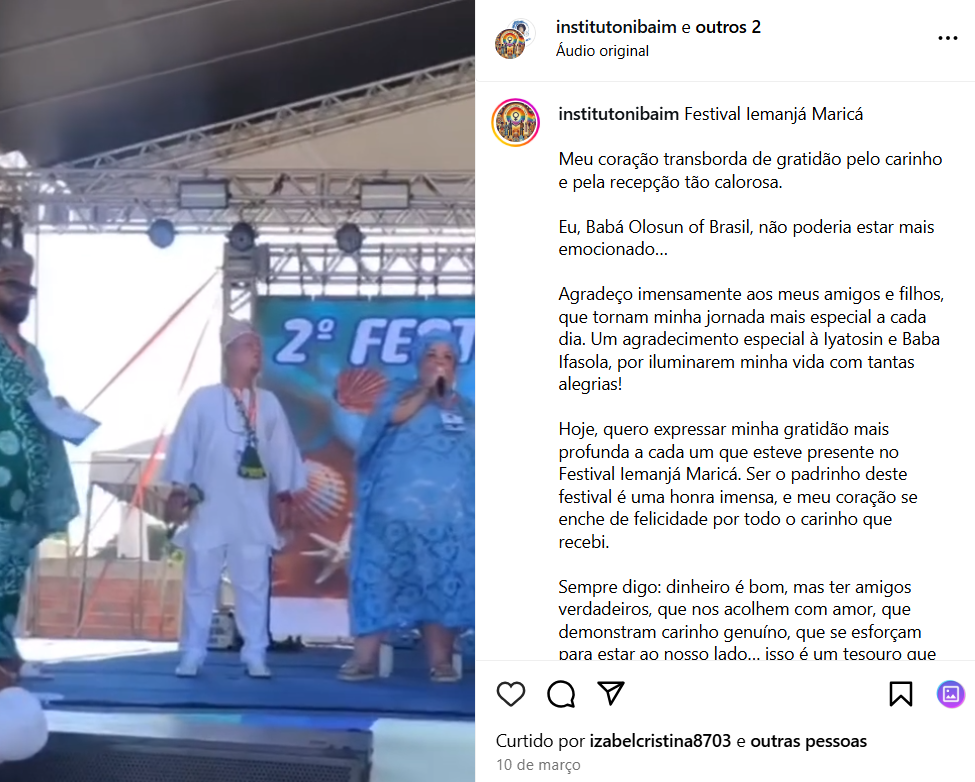 2º FEST
institutonibaim e outros 2
Áudio original
institutonibaim Festival Iemanjá Maricá
Meu coração transborda de gratidão pelo carinho
e pela recepção tão calorosa.
Eu, Babá Olosun of Brasil, não poderia estar mais
emocionado...
Agradeço imensamente aos meus amigos e filhos,
que tornam minha jornada mais especial a cada
dia. Um agradecimento especial à Iyatosin e Baba
Ifasola, por iluminarem minha vida com tantas
alegrias!
Hoje, quero expressar minha gratidão mais
profunda a cada um que esteve presente no
Festival Iemanjá Maricá. Ser o padrinho deste
festival é uma honra imensa, e meu coração se
enche de felicidade por todo o carinho que
recebi.
Sempre digo: dinheiro é bom, mas ter amigos
verdadeiros, que nos acolhem com amor, que
demonstram carinho genuíno, que se esforçam
para estar ao nosso lado... isso é um tesouro que
Curtido por izabelcristina8703 e outras pessoas
10 de março